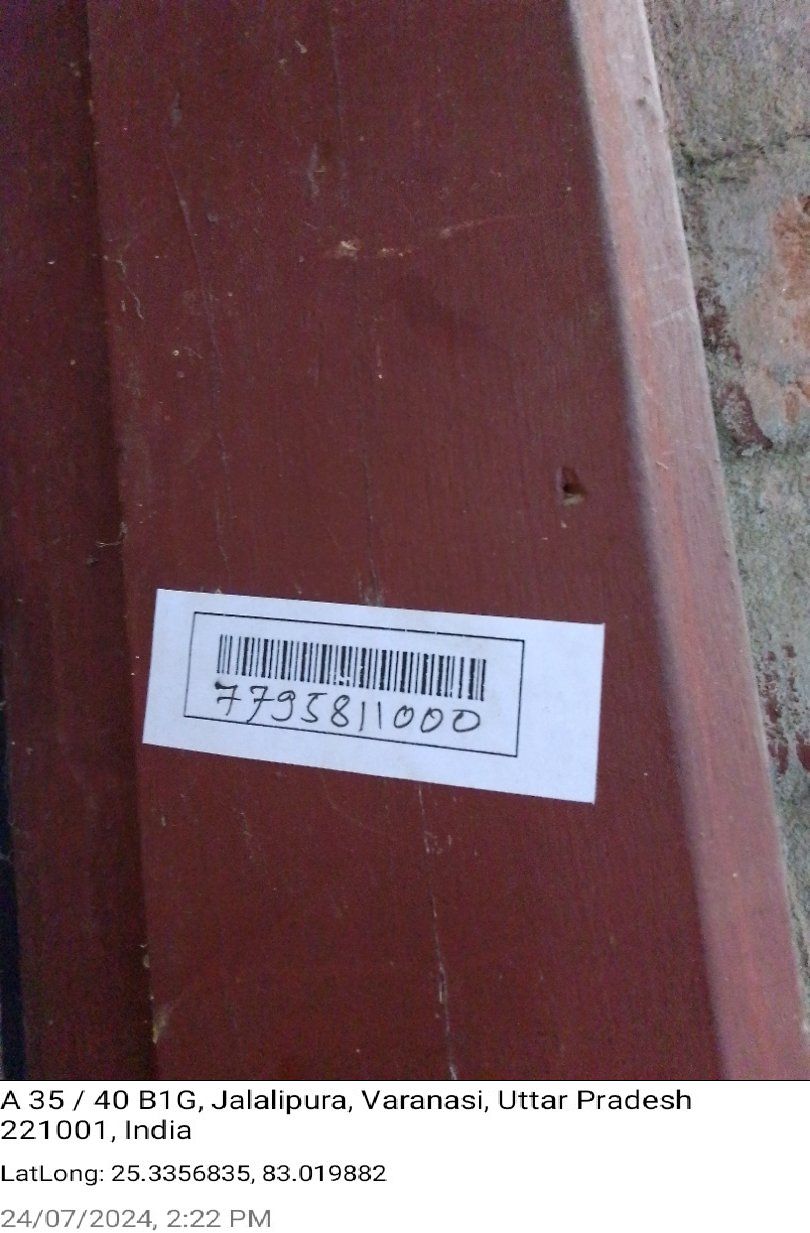 7795811000
A 35 / 40 B1G, Jalalipura, Varanasi, Uttar Pradesh
221001, India
LatLong: 25.3356835, 83.019882
24/07/2024, 2:22 PM